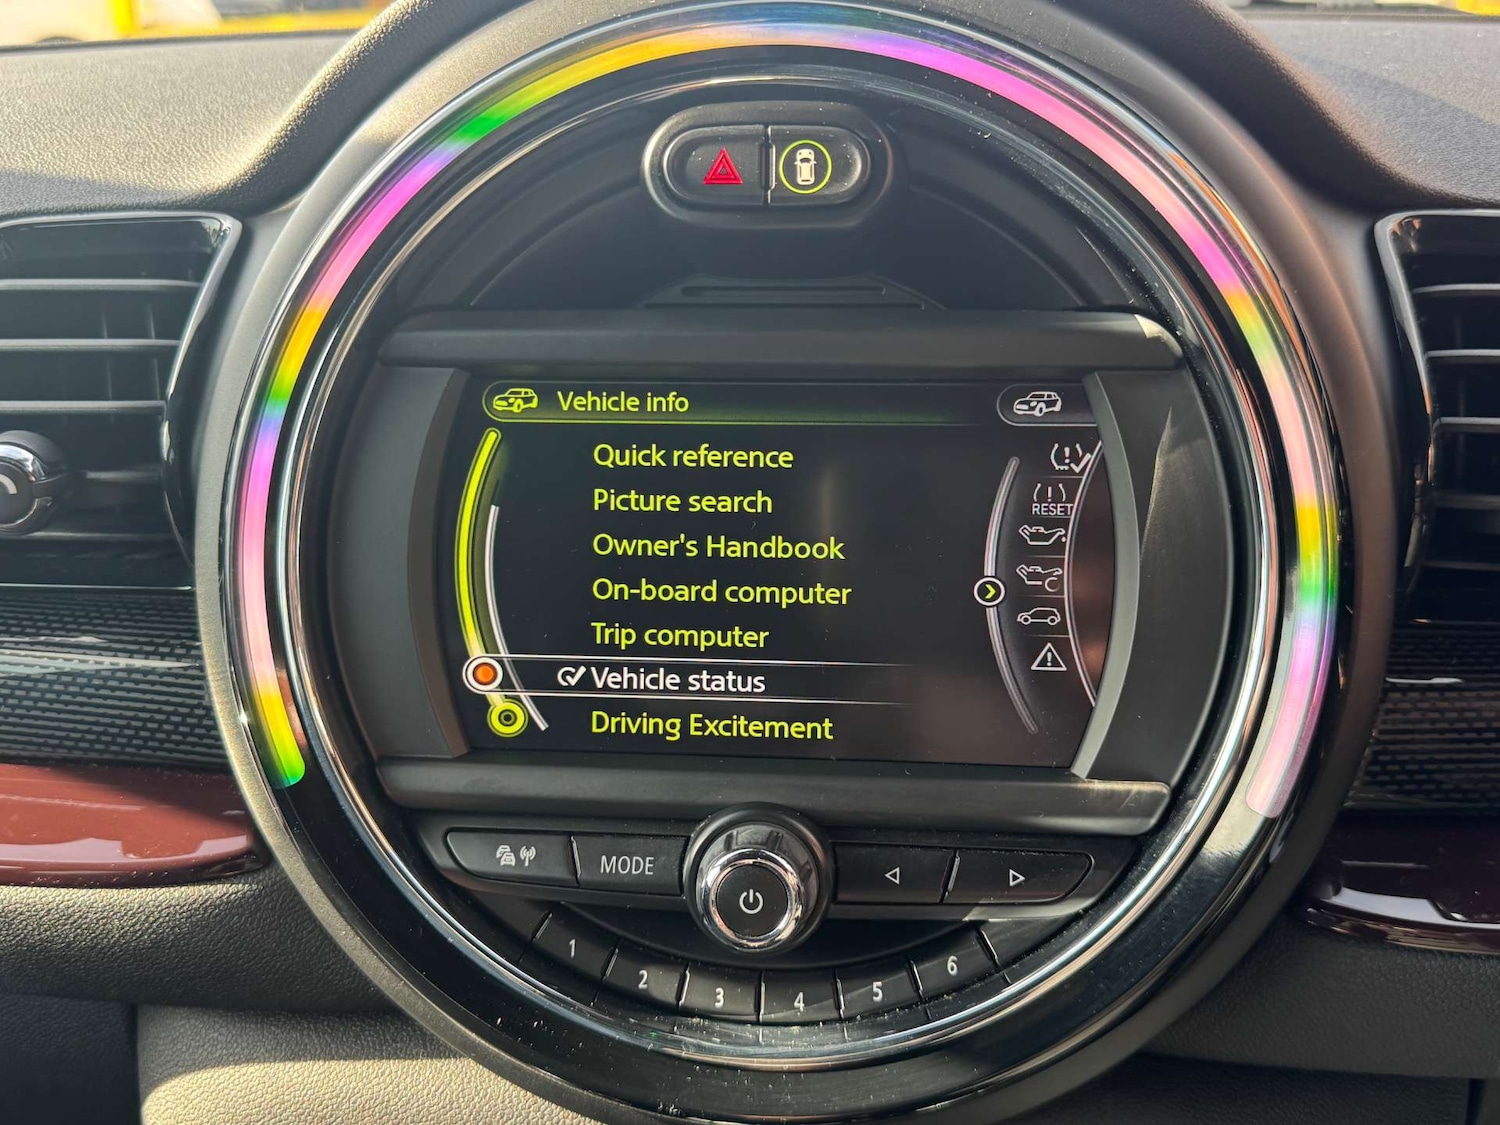 Vehicle info
Quick reference
Picture search
Owner's Handbook
On-board computer
Trip computer
Vehicle status
Driving Excitement
RESET
MODE
1
2
3
4
5
6